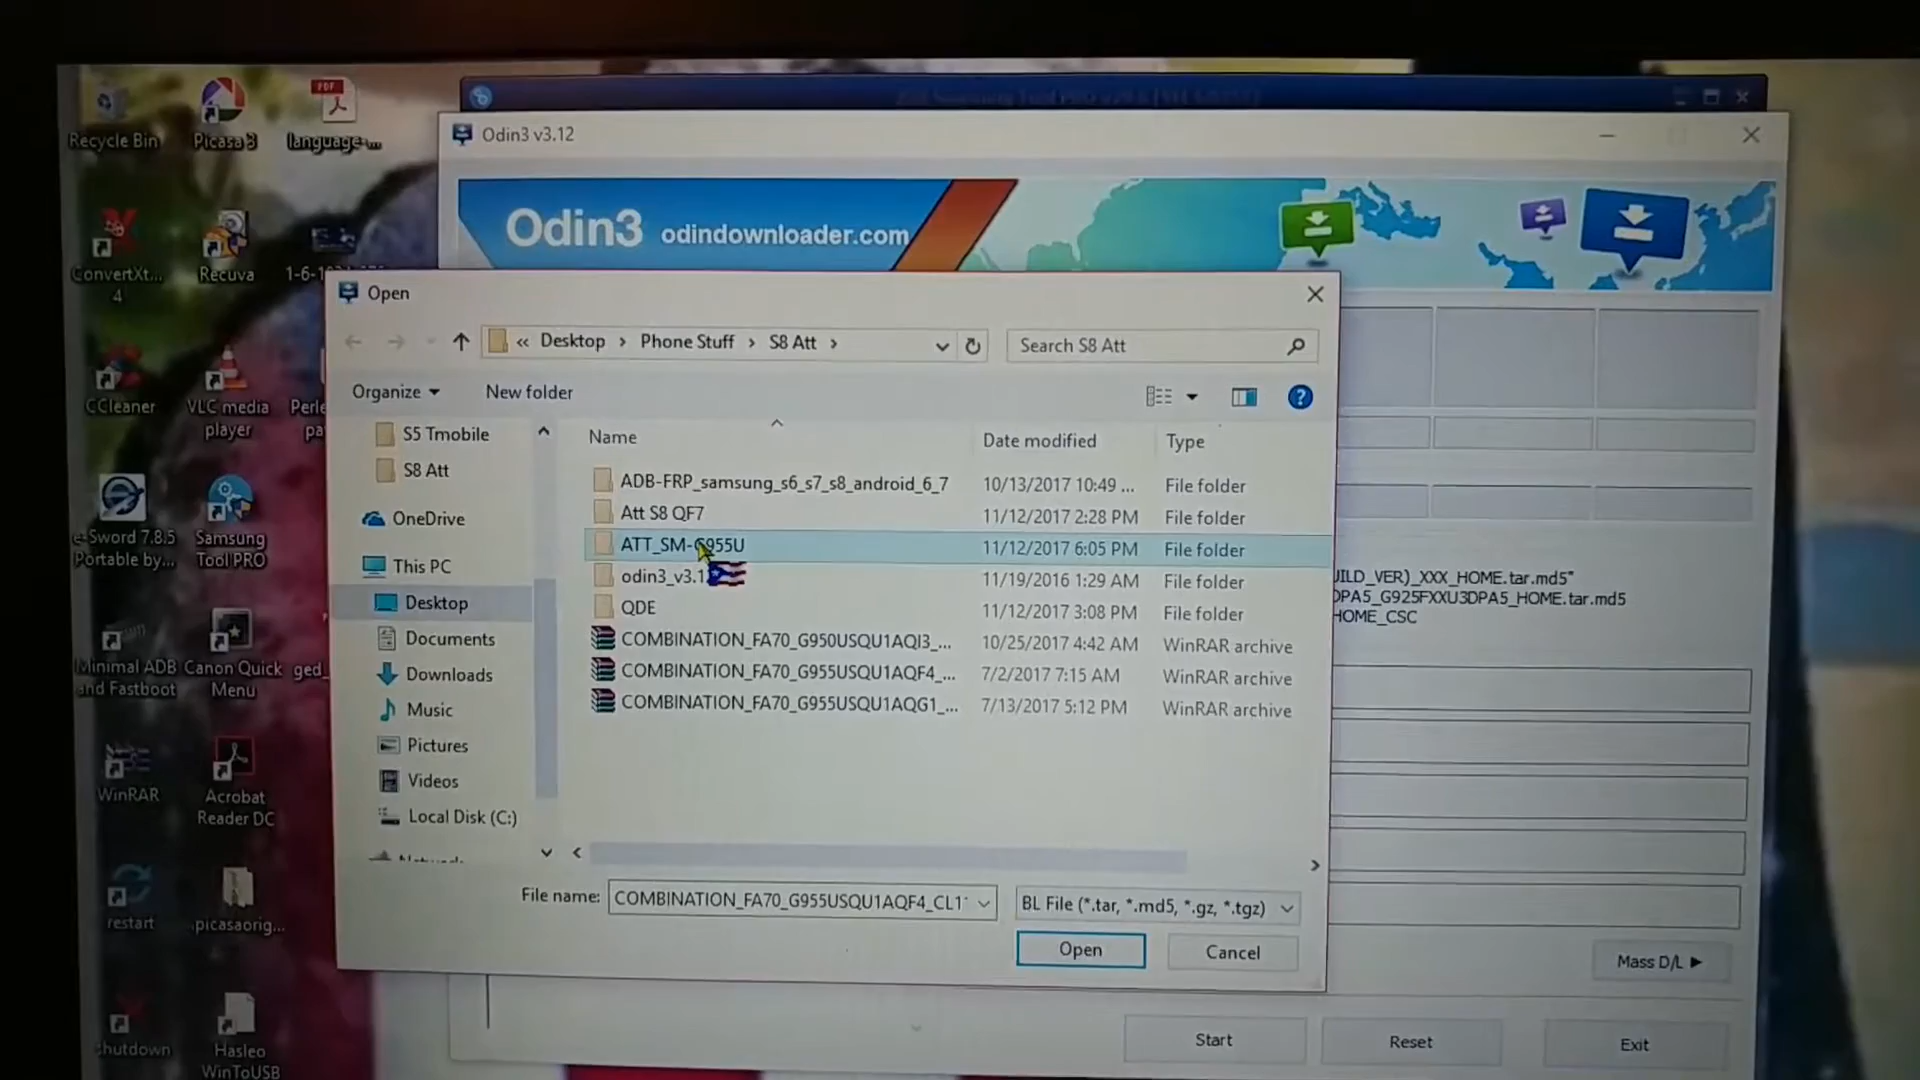 Recycle Bin
Picasa 3
PDF
language-...
Odin3 v3.12
Odin3 odindownloader.com
ConvertXt...
4
Recuva
Open
« Desktop › Phone Stuff › S8 Att ›
Search S8 Att
Organize
New folder
CCleaner
VLC media
player
S5 Tmobile
S8 Att
OneDrive
This PC
Desktop
Documents
Downloads
Music
Pictures
Videos
Local Disk (C:)
Name
Date modified
Type
ADB-FRP_samsung_s6_s7_s8_android_6_7 10/13/2017 10:49 ... File folder
Att S8 QF7 11/12/2017 2:28 PM File folder
ATT_SM-G955U 11/12/2017 6:05 PM File folder
odin3_v3.1 11/19/2016 1:29 AM File folder
QDE 11/12/2017 3:08 PM File folder
COMBINATION_FA70_G950USQU1AQI3_... 10/25/2017 4:42 AM WinRAR archive
COMBINATION_FA70_G955USQU1AQF4_... 7/2/2017 7:15 AM WinRAR archive
COMBINATION_FA70_G955USQU1AQG1_... 7/13/2017 5:12 PM WinRAR archive
File name: COMBINATION_FA70_G955USQU1AQF4_CL1
BL File (*.tar, *.md5, *.gz, *.tgz)
Open
Cancel
UILD_VER)_XXX_HOME.tar.md5"
DPA5_G925FXXU3DPA5_HOME.tar.md5
HOME_CSC
e-Sword 7.8.5
Portable by...
Samsung
Tool PRO
Minimal ADB
and Fastboot
Canon Quick
Menu
WinRAR
Acrobat
Reader DC
restart
.picasaorig...
shutdown
Hasleo
WinToUSB
Mass D/L
Start
Reset
Exit